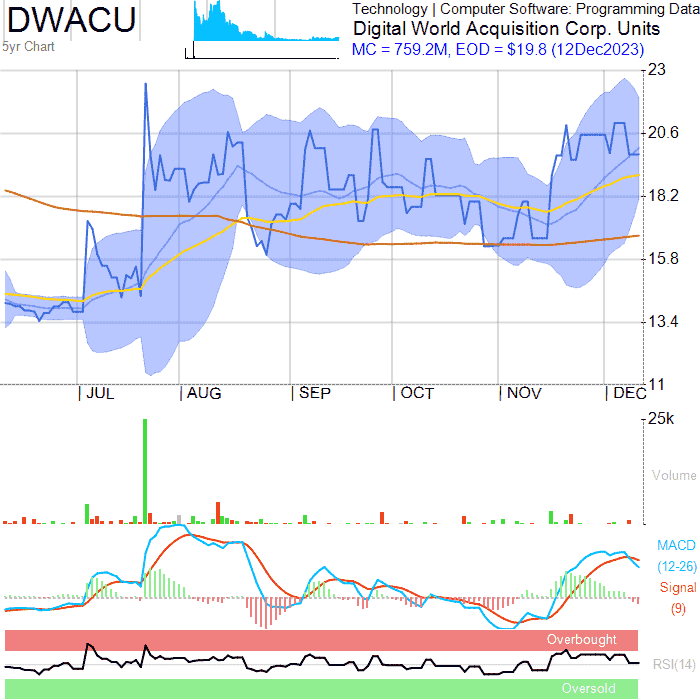 DWACU
5yr Chart
Technology | Computer Software: Programming Data
Digital World Acquisition Corp. Units
MC = 759.2M, EOD = $19.8 (12Dec2023)
23
20.6
18.2
15.8
13.4
11
JUL AUG SEP OCT NOV DEC
25k
Volume
MACD
(12-26)
Signal
(9)
Overbought
RSI(14)
Oversold